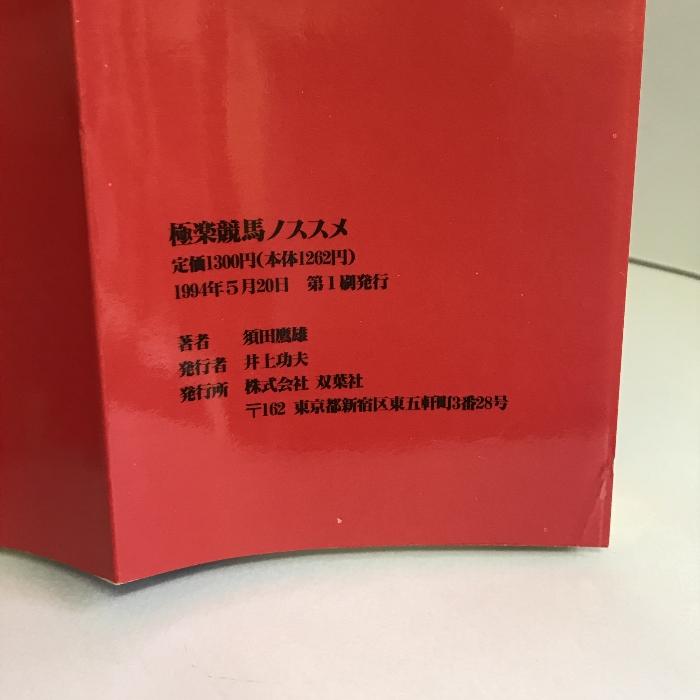 極楽競馬ノススメ
定価1300円(本体1262円)
1994年5月20日 第1刷発行
著者 須田鷹雄
発行者 井上功夫
発行所 株式会社 双葉社
〒162 東京都新宿区東五軒町3番28号